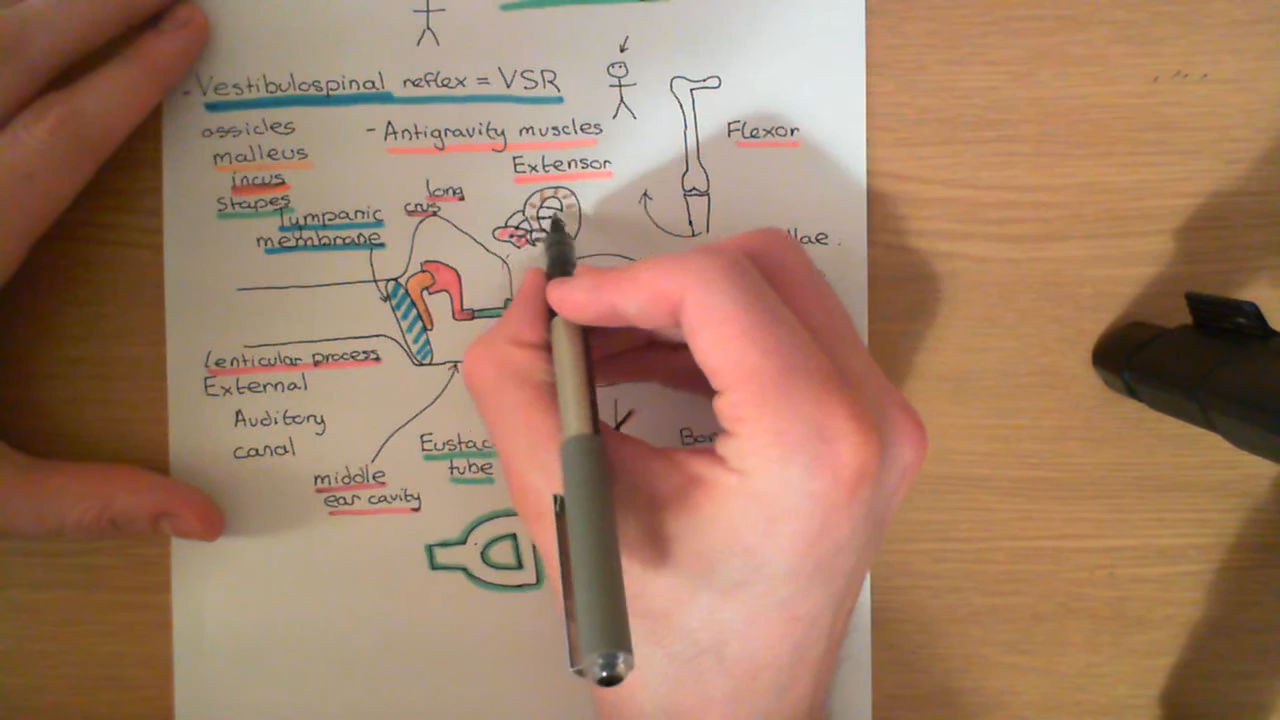 - Vestibulospinal reflex = VSR
ossicles
malleus
incus
Stapes
Tympanic
membrane
- Antigravity muscles
Extensor
Flexor
long
crus
Lenticular process
External
Auditory
canal
middle
ear cavity
tube